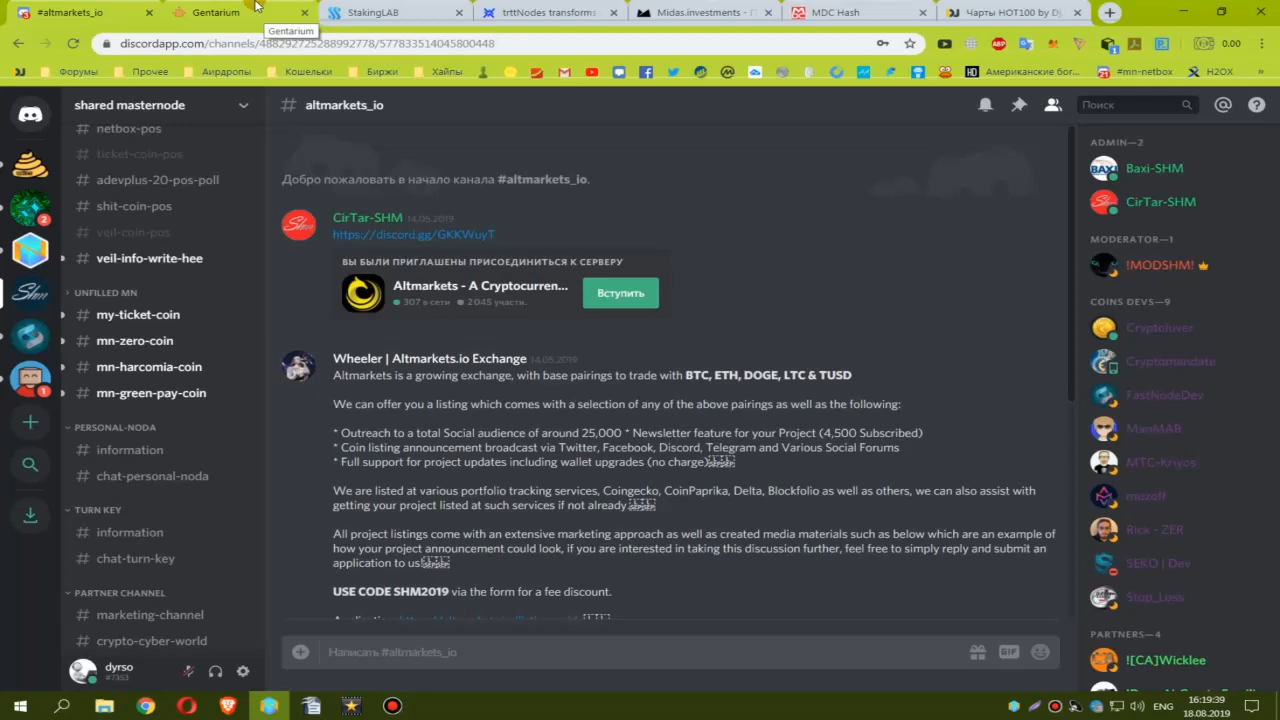 #altmarkets_io
Gentarium
StakingLAB
trttNodes transforms
Midas.investments - I
MDC Hash
Чарты HOT100 by Dj
Gentarium
discordapp.com/channels/488292725288992778/577833514045800448
ABP
0.00
Форумы
Прочее
Аирдропы
Кошельки
Биржи
Хайпы
HD
Американские бог...
#mn-netbox
H2OX
shared masternode
# altmarkets_io
Поиск
# netbox-pos
# ticket-coin-pos
# adevplus-20-pos-poll
# shit-coin-pos
# veil-coin-pos
# veil-info-write-hee
UNFILLED MN
# my-ticket-coin
# mn-zero-coin
# mn-harcomia-coin
# mn-green-pay-coin
PERSONAL-NODA
# information
# chat-personal-noda
TURN KEY
# information
# chat-turn-key
PARTNER CHANNEL
# marketing-channel
# crypto-cyber-world
dyrso
#7353
Добро пожаловать в начало канала #altmarkets_io.
CirTar-SHM 14.05.2019
https://discord.gg/GKKWuyT
ВЫ БЫЛИ ПРИГЛАШЕНЫ ПРИСОЕДИНИТЬСЯ К СЕРВЕРУ
Altmarkets - A Cryptocurren...
307 в сети 2045 участн.
Вступить
Wheeler | Altmarkets.io Exchange 14.05.2019
Altmarkets is a growing exchange, with base pairings to trade with BTC, ETH, DOGE, LTC & TUSD
We can offer you a listing which comes with a selection of any of the above pairings as well as the following:
* Outreach to a total Social audience of around 25,000 * Newsletter feature for your Project (4,500 Subscribed)
* Coin listing announcement broadcast via Twitter, Facebook, Discord, Telegram and Various Social Forums
* Full support for project updates including wallet upgrades (no charge)
We are listed at various portfolio tracking services, Coingecko, CoinPaprika, Delta, Blockfolio as well as others, we can also assist with
getting your project listed at such services if not already
All project listings come with an extensive marketing approach as well as created media materials such as below which are an example of
how your project announcement could look, if you are interested in taking this discussion further, feel free to simply reply and submit an
application to us
USE CODE SHM2019 via the form for a fee discount.
Написать #altmarkets_io
GIF
ADMIN—2
Baxi-SHM
CirTar-SHM
MODERATOR—1
!MODSHM!
COINS DEVS—9
Cryptoluver
Cryptomandate
FastNodeDev
ManMAB
MTC-Kriyos
muzoff
Rick - ZER
SEKO | Dev
Stop_Loss
PARTNERS—4
![CA]Wicklee
ENG
16:19:39
18.08.2019